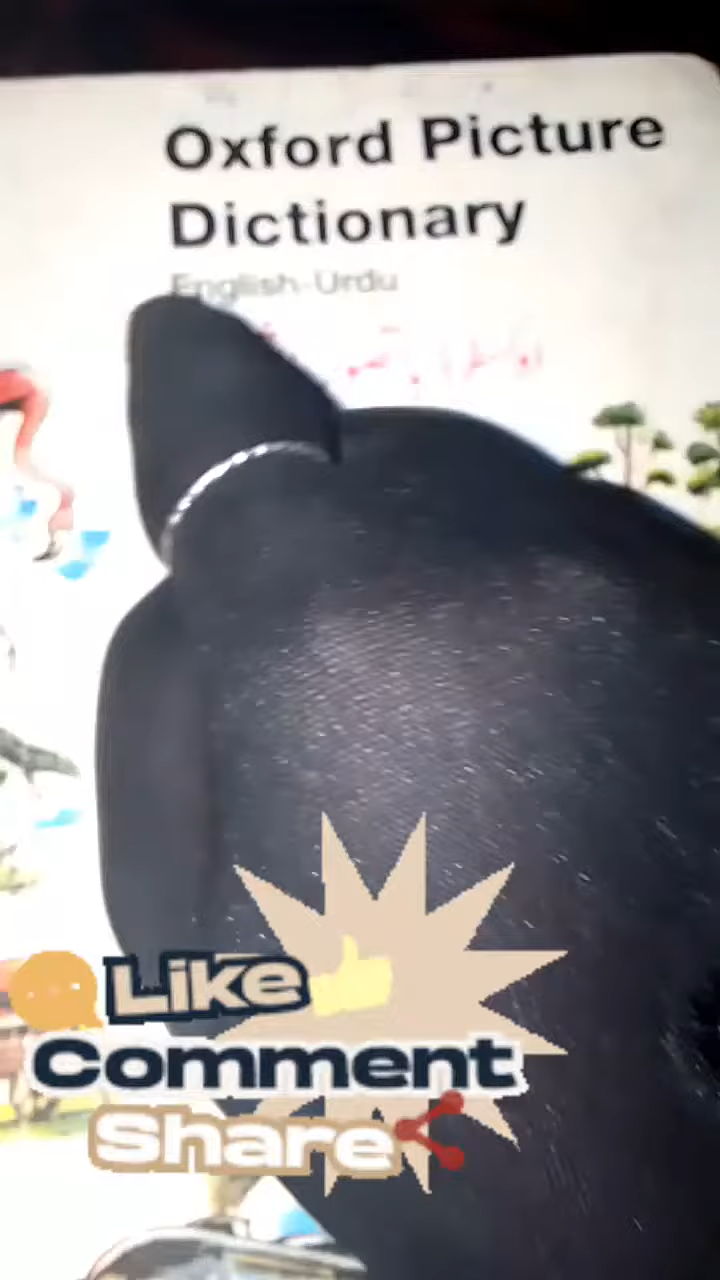 Oxford Picture
Dictionary
English-Urdu
Like
Comment
Share